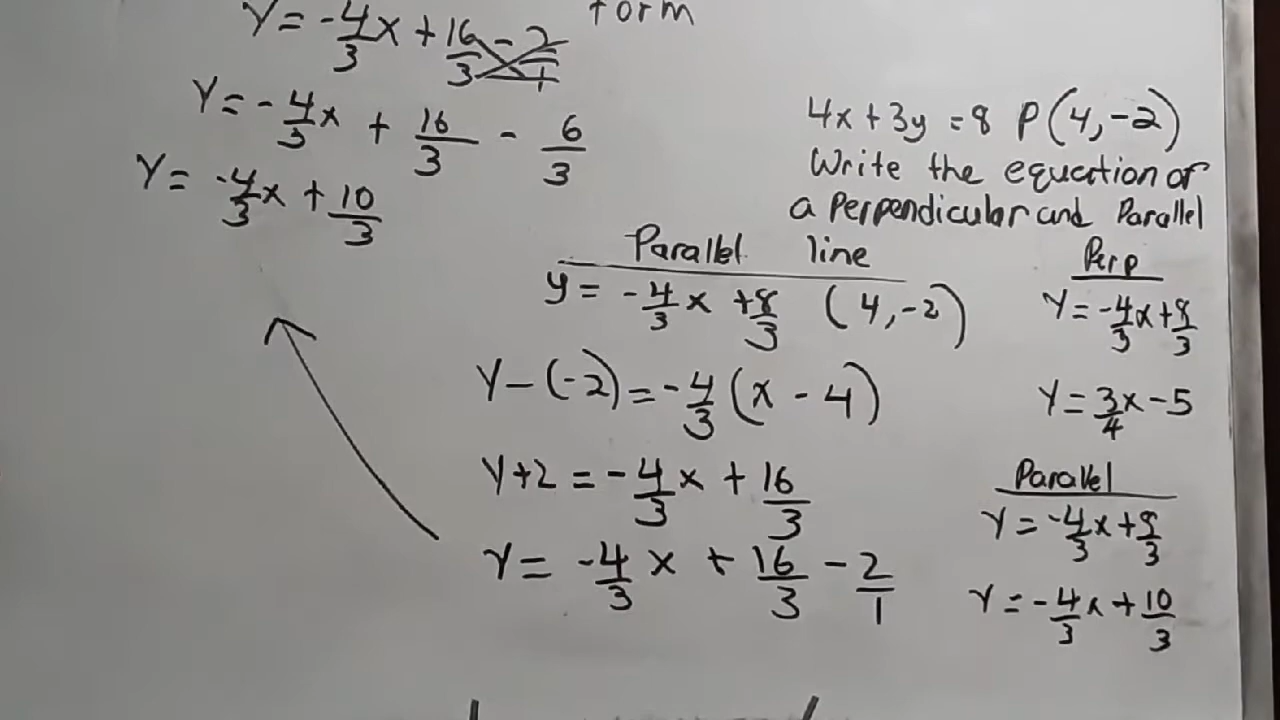 form
Y = -4/3x + 16/3 - 2/1
Y = -4/3x + 16/3 - 6/3
Y = -4/3x + 10/3
4x + 3y = 8 P(4,-2)
Write the equation of
a Perpendicular and Parallel
line
Parallel
y = -4/3x + 8/3 (4,-2)
Y - (-2) = -4/3(x - 4)
Y + 2 = -4/3x + 16/3
Y = -4/3x + 16/3 - 2/1
Perp
Y = -4/3x + 8/3
Y = 3/4x - 5
Parallel
Y = -4/3x + 8/3
Y = -4/3x + 10/3